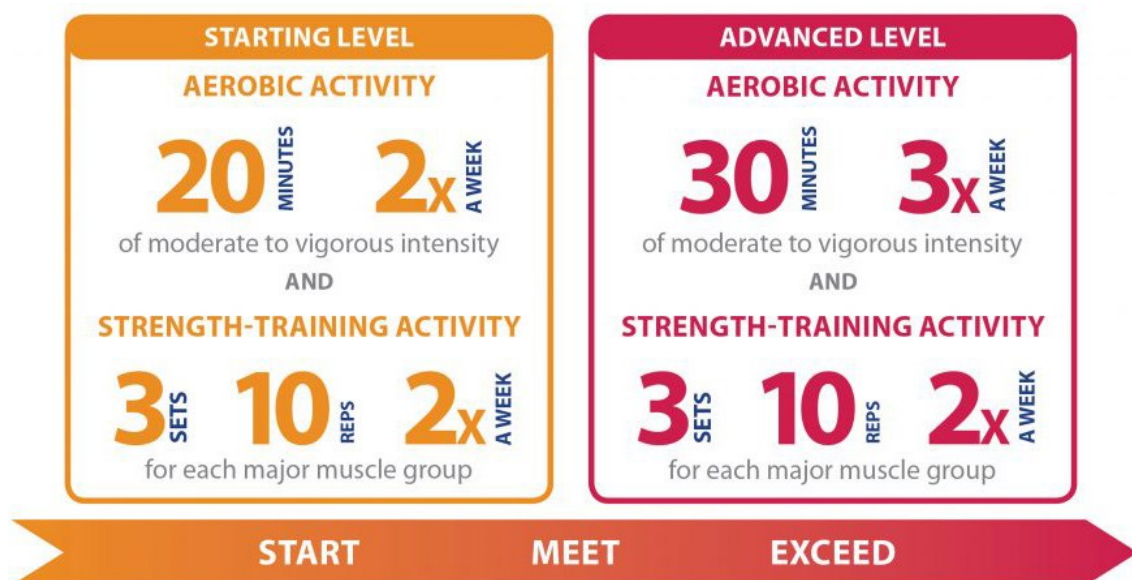 STARTING LEVEL
AEROBIC ACTIVITY
20 MINUTES 2x A WEEK
of moderate to vigorous intensity
AND
STRENGTH-TRAINING ACTIVITY
3 SETS 10 REPS 2x A WEEK
for each major muscle group
ADVANCED LEVEL
AEROBIC ACTIVITY
30 MINUTES 3x A WEEK
of moderate to vigorous intensity
AND
STRENGTH-TRAINING ACTIVITY
3 SETS 10 REPS 2x A WEEK
for each major muscle group
START MEET EXCEED